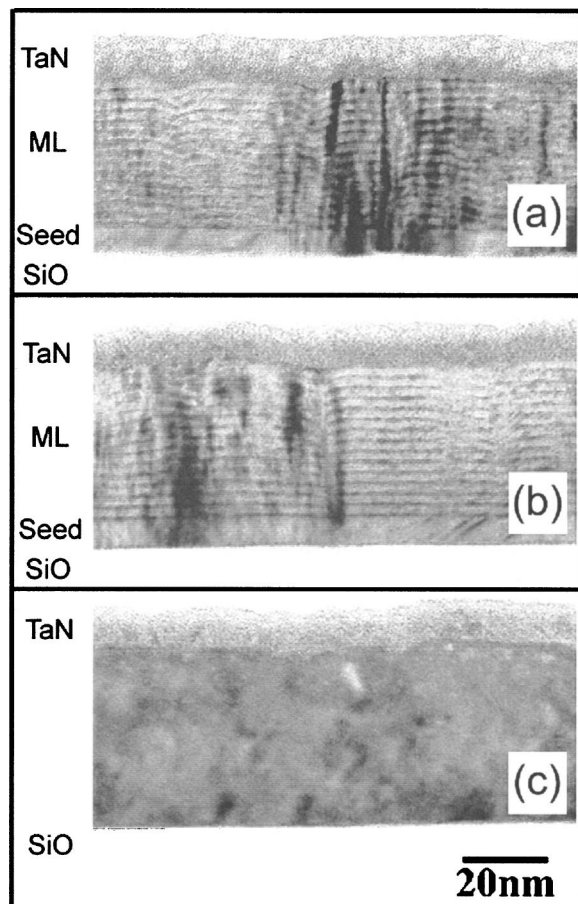 TaN
ML
(a)
Seed
SiO
TaN
ML
(b)
Seed
SiO
TaN
(c)
SiO
20nm